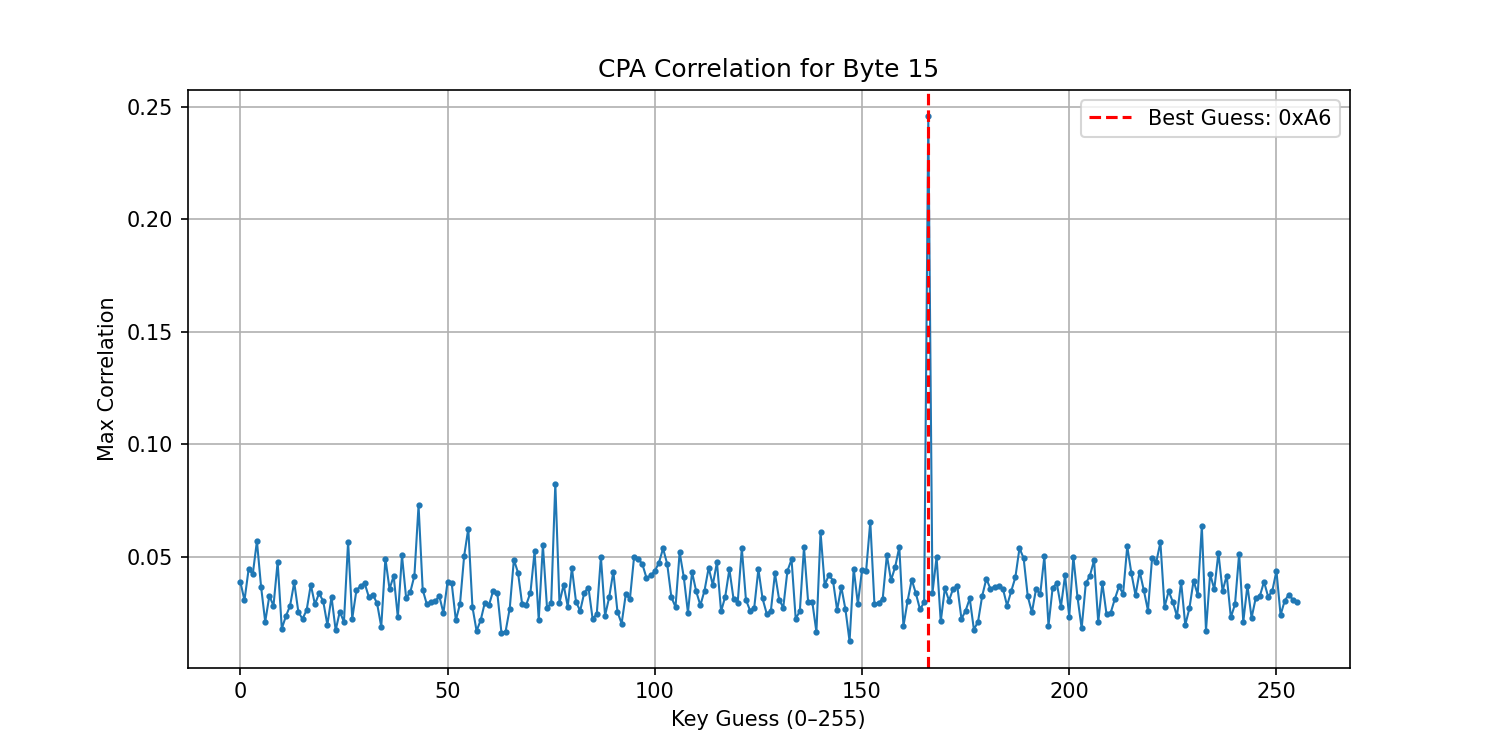 CPA Correlation for Byte 15
Best Guess: 0xA6
Max Correlation
0.25
0.20
0.15
0.10
0.05
0 50 100 150 200 250
Key Guess (0–255)